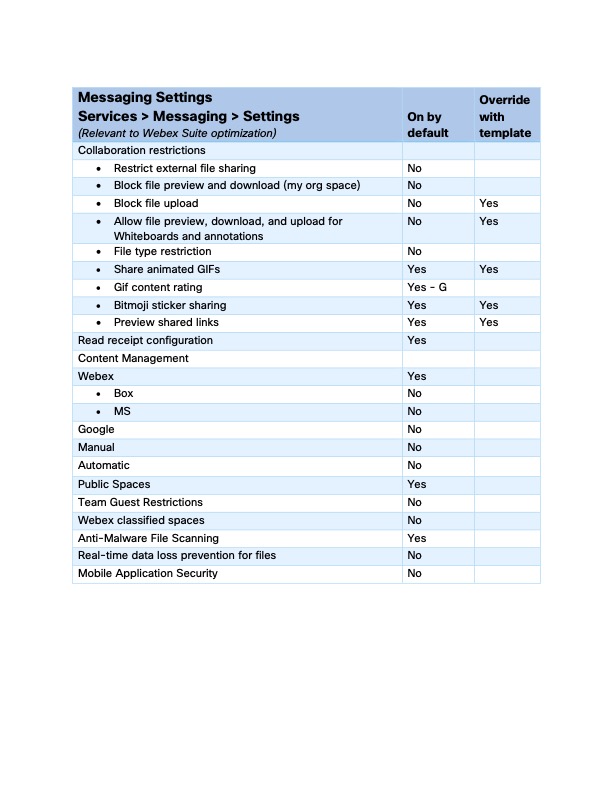 Messaging Settings
Services > Messaging > Settings
(Relevant to Webex Suite optimization)
On by
default
Override
with
template
Collaboration restrictions
• Restrict external file sharing No
• Block file preview and download (my org space) No
• Block file upload No Yes
• Allow file preview, download, and upload for No Yes
Whiteboards and annotations
• File type restriction No
• Share animated GIFs Yes Yes
• Gif content rating Yes - G
• Bitmoji sticker sharing Yes Yes
• Preview shared links Yes Yes
Read receipt configuration Yes
Content Management
Webex Yes
• Box No
• MS No
Google No
Manual No
Automatic No
Public Spaces Yes
Team Guest Restrictions No
Webex classified spaces No
Anti-Malware File Scanning Yes
Real-time data loss prevention for files No
Mobile Application Security No